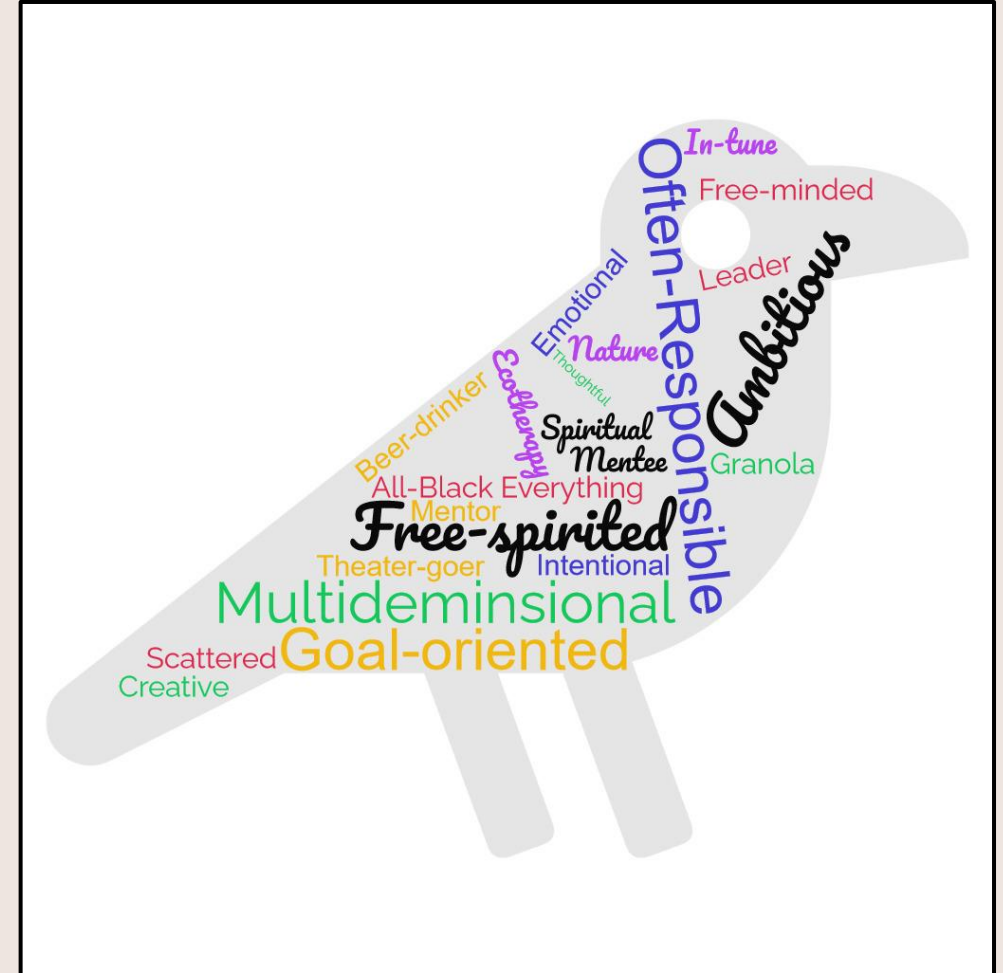 In-tune
Often-Responsible
Free-minded
Leader
Ambitious
Emotional
Nature
Thoughtful
Ecotherapy
Beer-drinker
Spiritual
Mentee
Granola
All-Black Everything
Mentor
Free-spirited
Theater-goer
Intentional
Multideminsional
Goal-oriented
Scattered
Creative